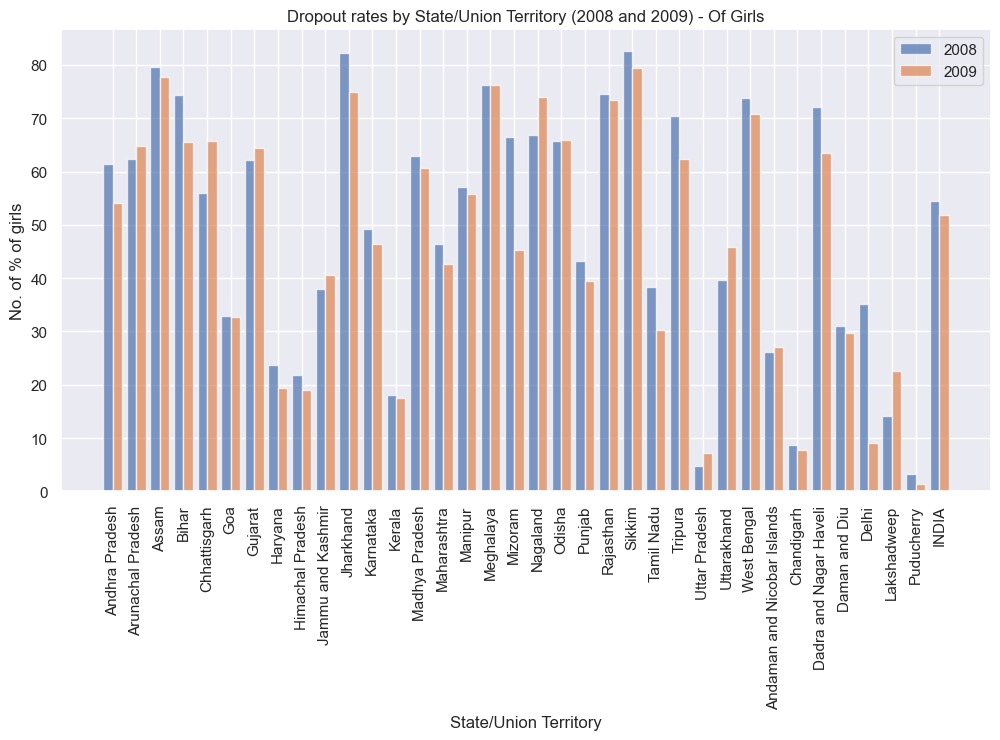 Dropout rates by State/Union Territory (2008 and 2009) - Of Girls
2008
2009
No. of % of girls
80
70
60
50
40
30
20
10
0
Andhra Pradesh
Arunachal Pradesh
Assam
Bihar
Chhattisgarh
Goa
Gujarat
Haryana
Himachal Pradesh
Jammu and Kashmir
Jharkhand
Karnataka
Kerala
Madhya Pradesh
Maharashtra
Manipur
Meghalaya
Mizoram
Nagaland
Odisha
Punjab
Rajasthan
Sikkim
Tamil Nadu
Tripura
Uttar Pradesh
Uttarakhand
West Bengal
Andaman and Nicobar Islands
Chandigarh
Dadra and Nagar Haveli
Daman and Diu
Delhi
Lakshadweep
Puducherry
INDIA
State/Union Territory